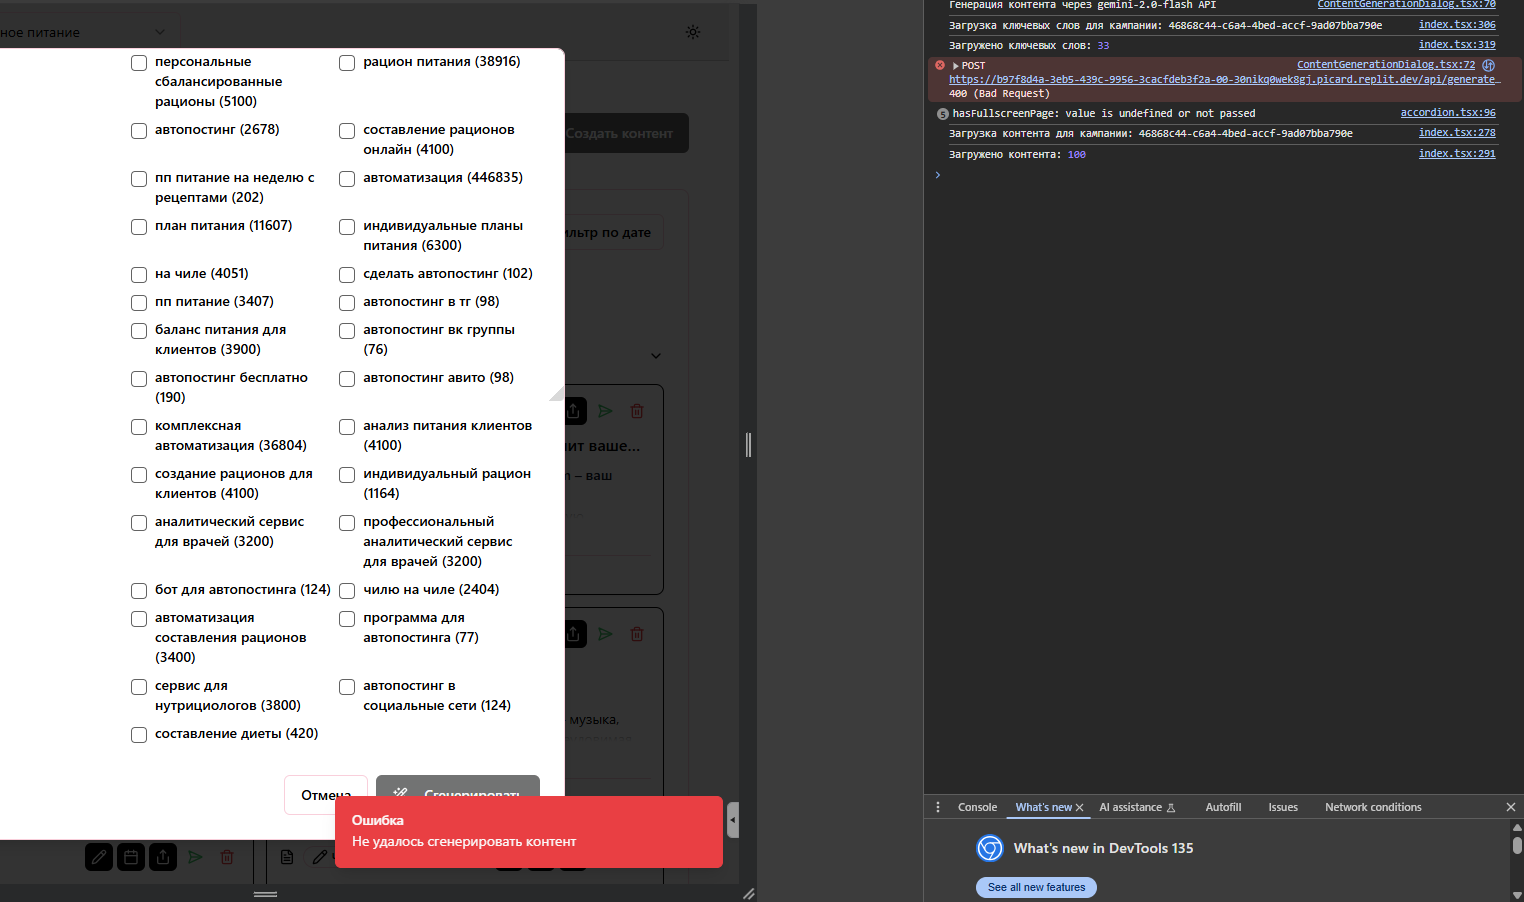 ное питание
персональные
сбалансированные
рационы (5100)
рацион питания (38916)
автопостинг (2678)
составление рационов
онлайн (4100)
Создать контент
пп питание на неделю с
рецептами (202)
автоматизация (446835)
план питания (11607)
индивидуальные планы
питания (6300)
льтр по дате
на чиле (4051)
сделать автопостинг (102)
пп питание (3407)
автопостинг в тг (98)
баланс питания для
клиентов (3900)
автопостинг вк группы
(76)
автопостинг бесплатно
(190)
автопостинг авито (98)
комплексная
автоматизация (36804)
анализ питания клиентов
(4100)
ит ваше...
создание рационов для
клиентов (4100)
индивидуальный рацион
(1164)
– ваш
аналитический сервис
для врачей (3200)
профессиональный
аналитический сервис
для врачей (3200)
бот для автопостинга (124)
чилю на чиле (2404)
автоматизация
составления рационов
(3400)
программа для
автопостинга (77)
сервис для
нутрициологов (3800)
автопостинг в
социальные сети (124)
музыка,
составление диеты (420)
Отмена
Сгенерировать
Ошибка
Не удалось сгенерировать контент
Генерация контента через gemini-2.0-flash API ContentGenerationDialog.tsx:70
Загрузка ключевых слов для кампании: 46868c44-c6a4-4bed-accf-9ad07bba790e index.tsx:306
Загружено ключевых слов: 33 index.tsx:319
POST ContentGenerationDialog.tsx:72
https://b97f8d4a-3eb5-439c-9956-3cacfdeb3f2a-00-30nikq0wek8gj.picard.replit.dev/api/generate…
400 (Bad Request)
5 hasFullscreenPage: value is undefined or not passed accordion.tsx:96
Загрузка контента для кампании: 46868c44-c6a4-4bed-accf-9ad07bba790e index.tsx:278
Загружено контента: 100 index.tsx:291
Console What's new AI assistance Autofill Issues Network conditions
What's new in DevTools 135
See all new features